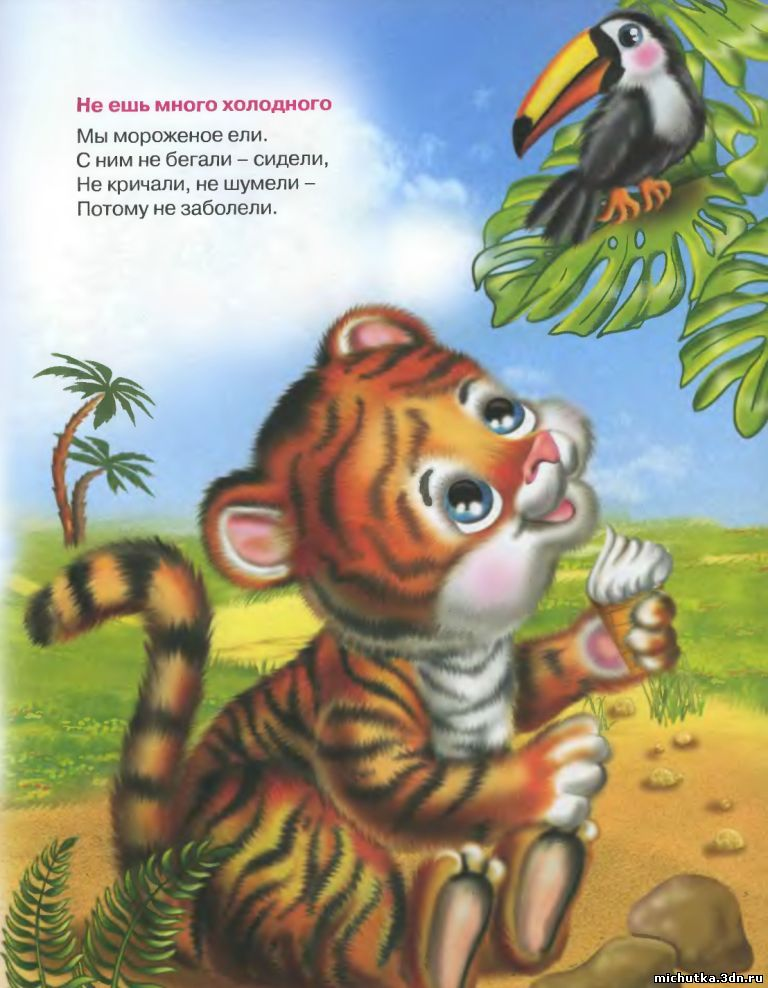 Не ешь много холодного
Мы мороженое ели.
С ним не бегали – сидели,
Не кричали, не шумели –
Потому не заболели.
michutka.3dn.ru